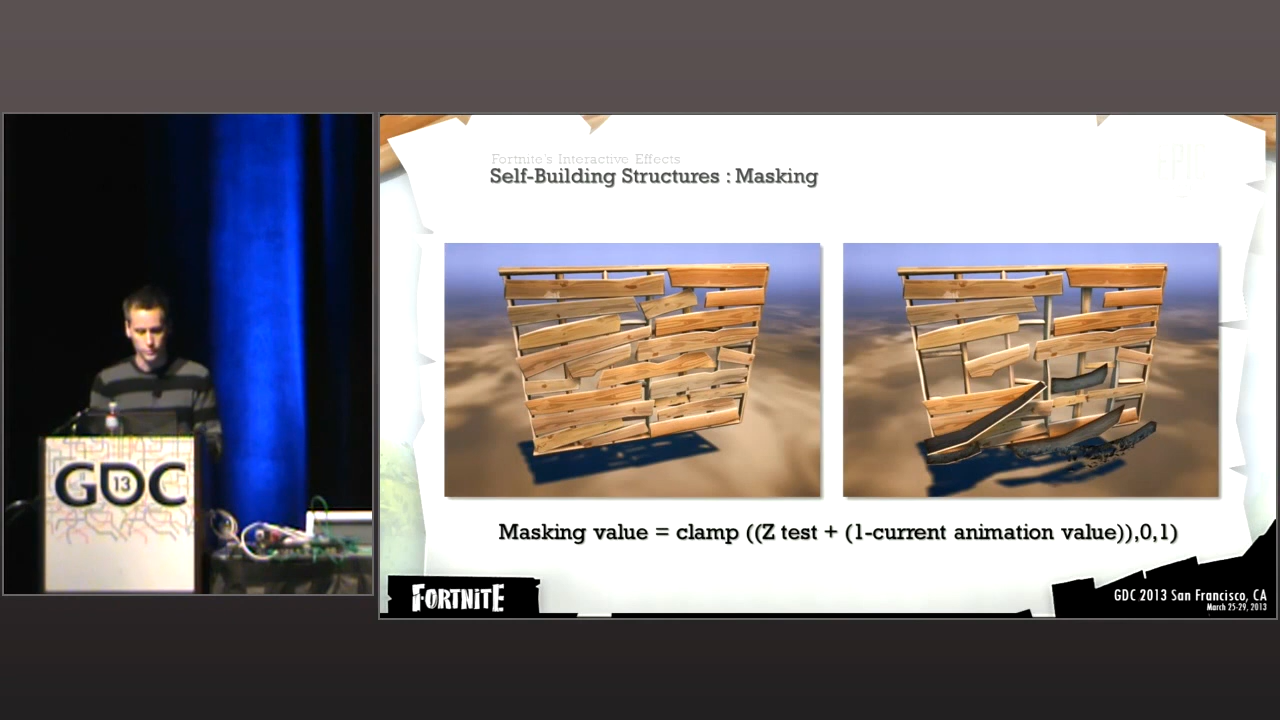 Fortnite's Interactive Effects
Self-Building Structures : Masking
EPIC
Masking value = clamp ((Z test + (1-current animation value)),0,1)
GDC
13
FORTNITE
GDC 2013 San Francisco, CA
March 25-29, 2013